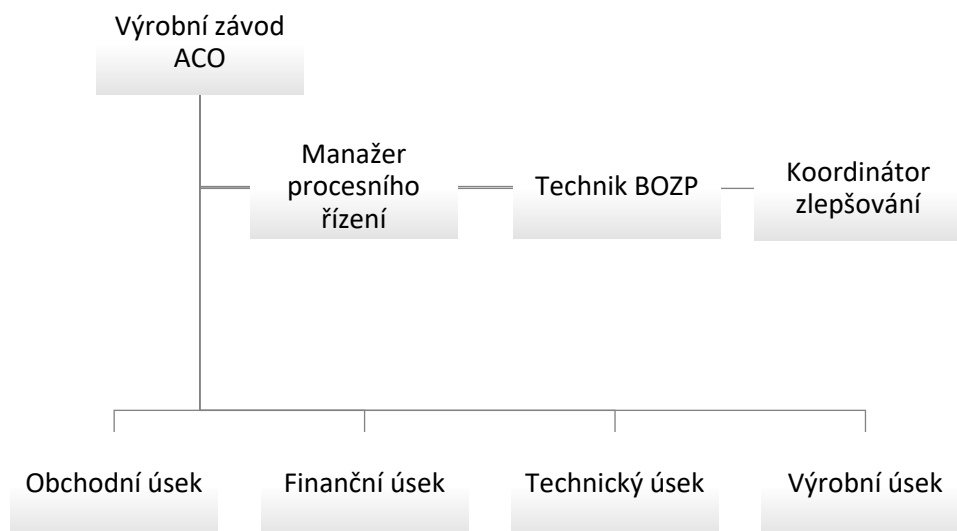 Výrobní závod
ACO
Manažer
procesního
řízení
Technik BOZP
Koordinátor
zlepšování
Obchodní úsek
Finanční úsek
Technický úsek
Výrobní úsek